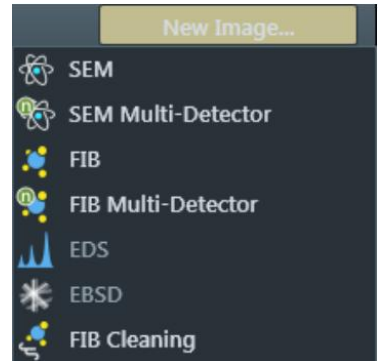 New Image...
SEM
n SEM Multi-Detector
FIB
n FIB Multi-Detector
EDS
EBSD
FIB Cleaning